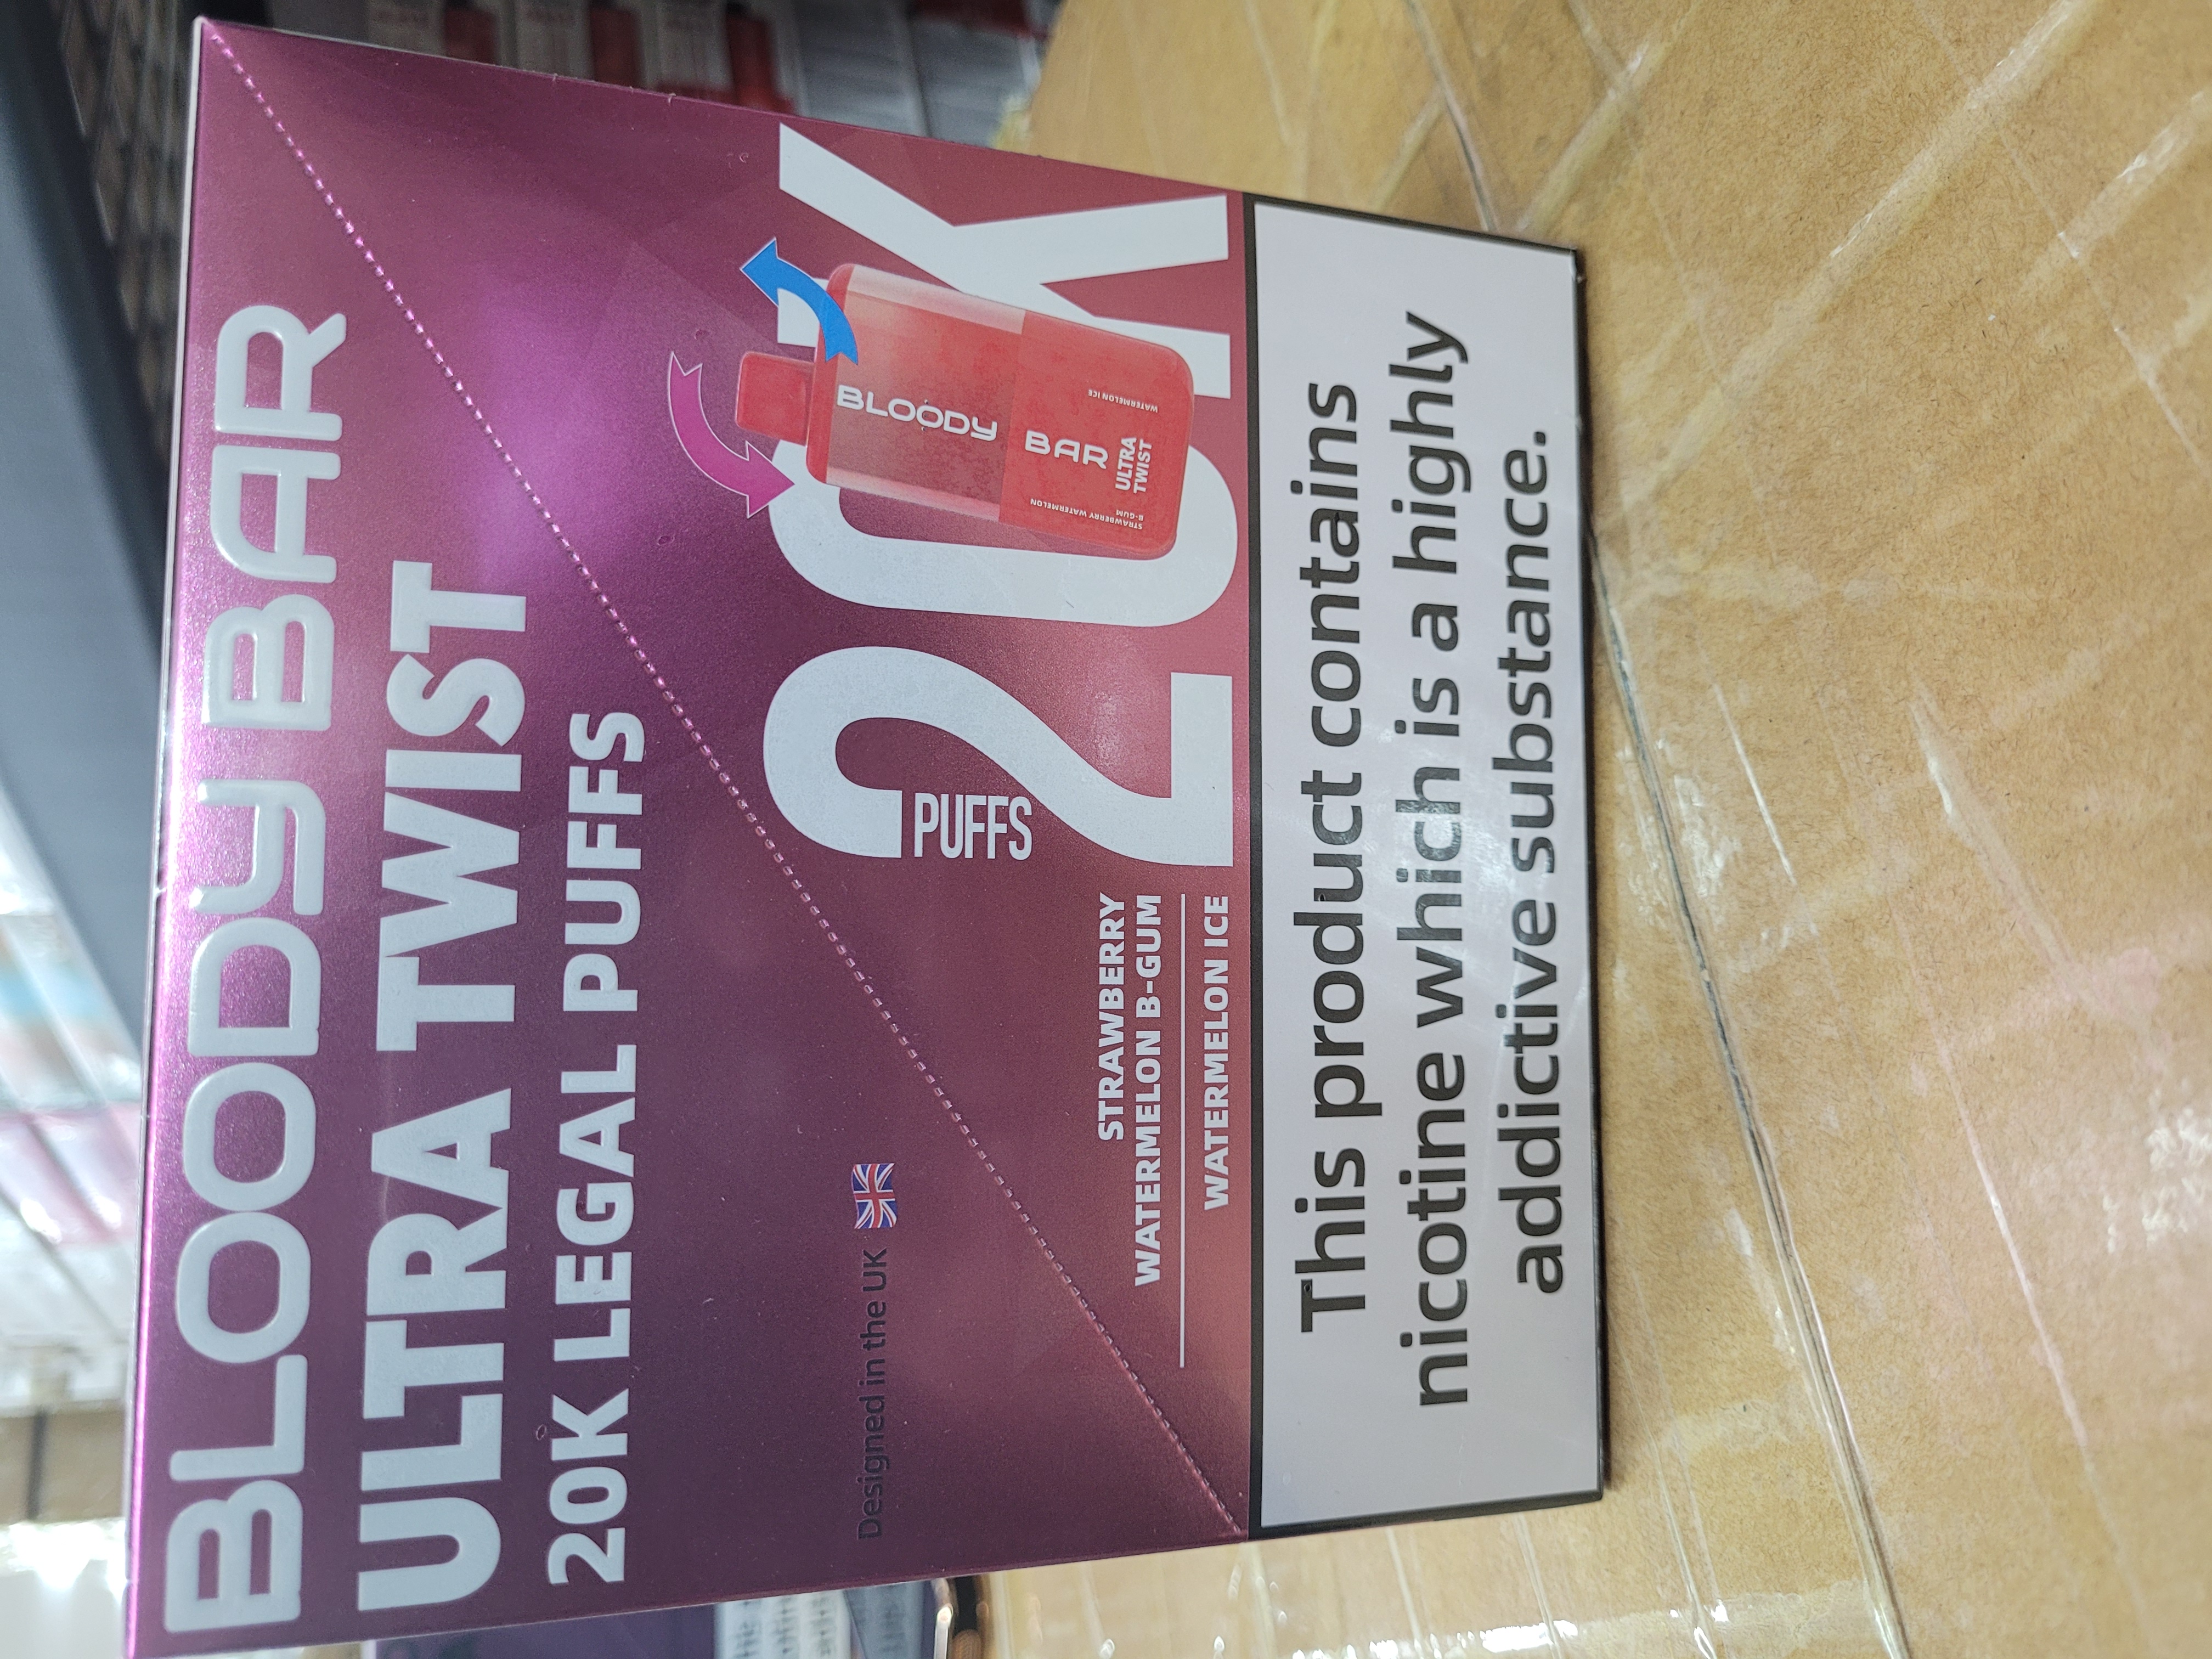 BLOODY BAR
ULTRA TWIST
20K LEGAL PUFFS
Designed in the UK
PUFFS
20K
BLOODY
BAR
ULTRA
TWIST
STRAWBERRY WATERMELON
B-GUM
WATERMELON ICE
STRAWBERRY
WATERMELON B-GUM
WATERMELON ICE
This product contains
nicotine which is a highly
addictive substance.